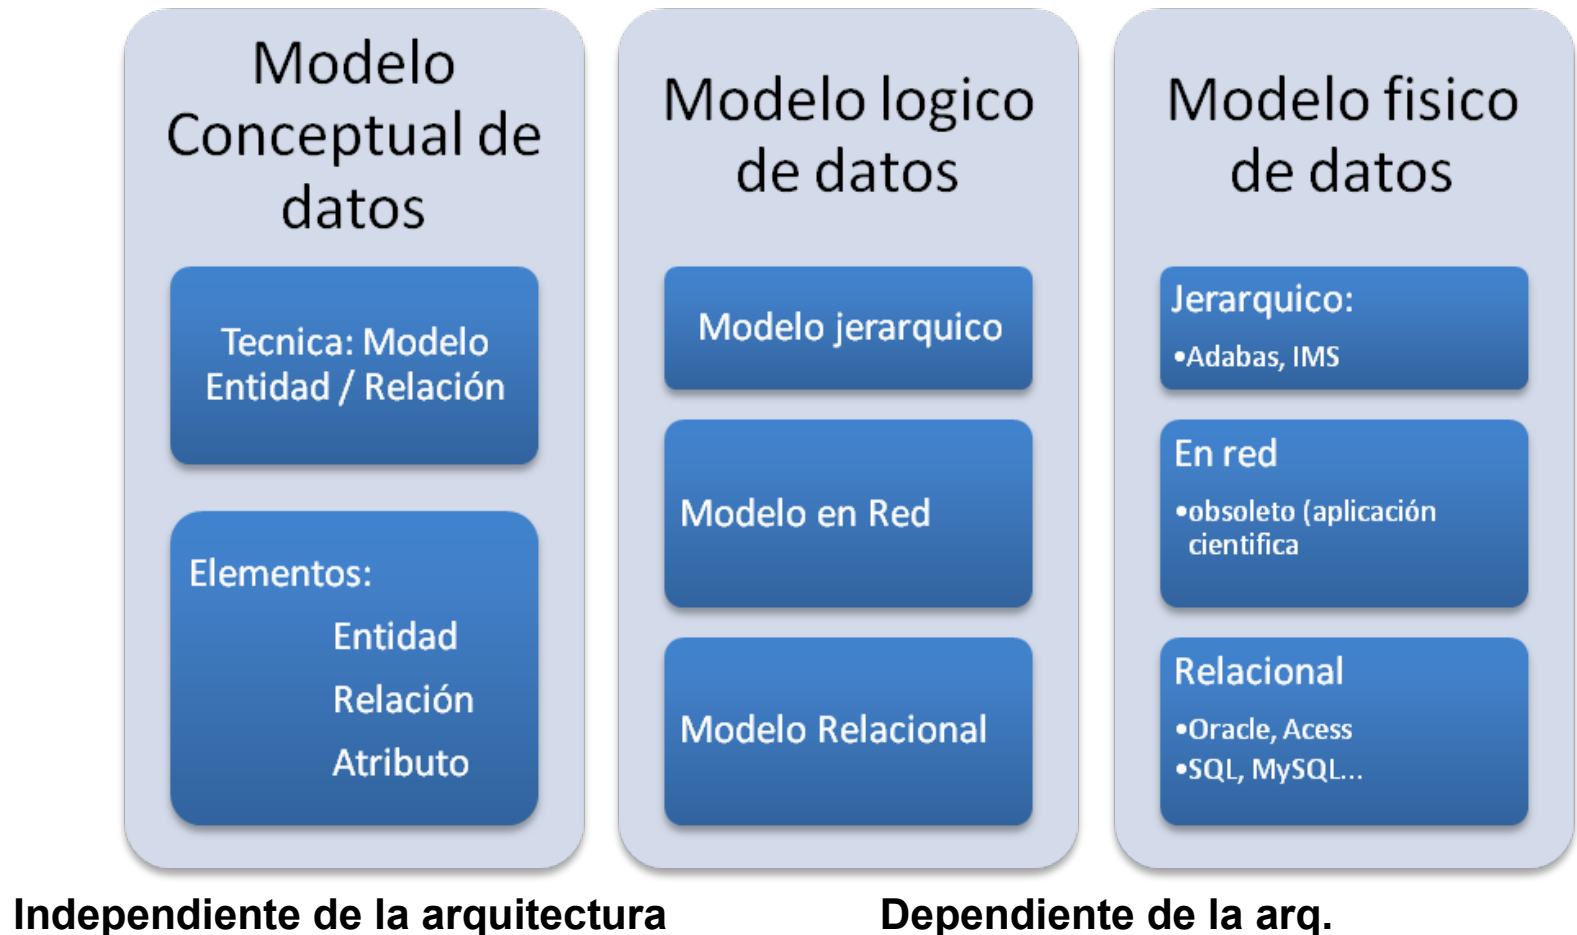 Modelo
Conceptual de
datos
Tecnica: Modelo
Entidad / Relación
Elementos:
Entidad
Relación
Atributo
Modelo logico
de datos
Modelo jerarquico
Modelo en Red
Modelo Relacional
Modelo fisico
de datos
Jerarquico:
•Adabas, IMS
En red
•obsoleto (aplicación
cientifica
Relacional
•Oracle, Acess
•SQL, MySQL...
Independiente de la arquitectura
Dependiente de la arq.